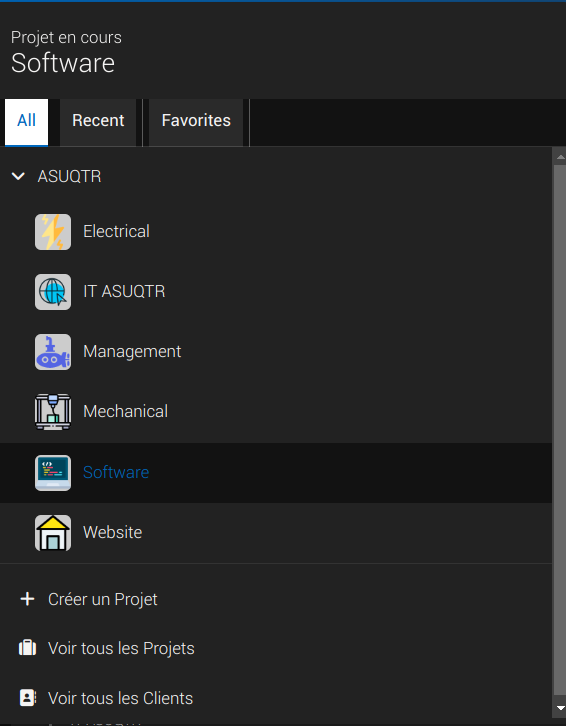 Projet en cours
Software
All Recent Favorites
ASUQTR
Electrical
IT ASUQTR
Management
Mechanical
Software
Website
Créer un Projet
Voir tous les Projets
Voir tous les Clients